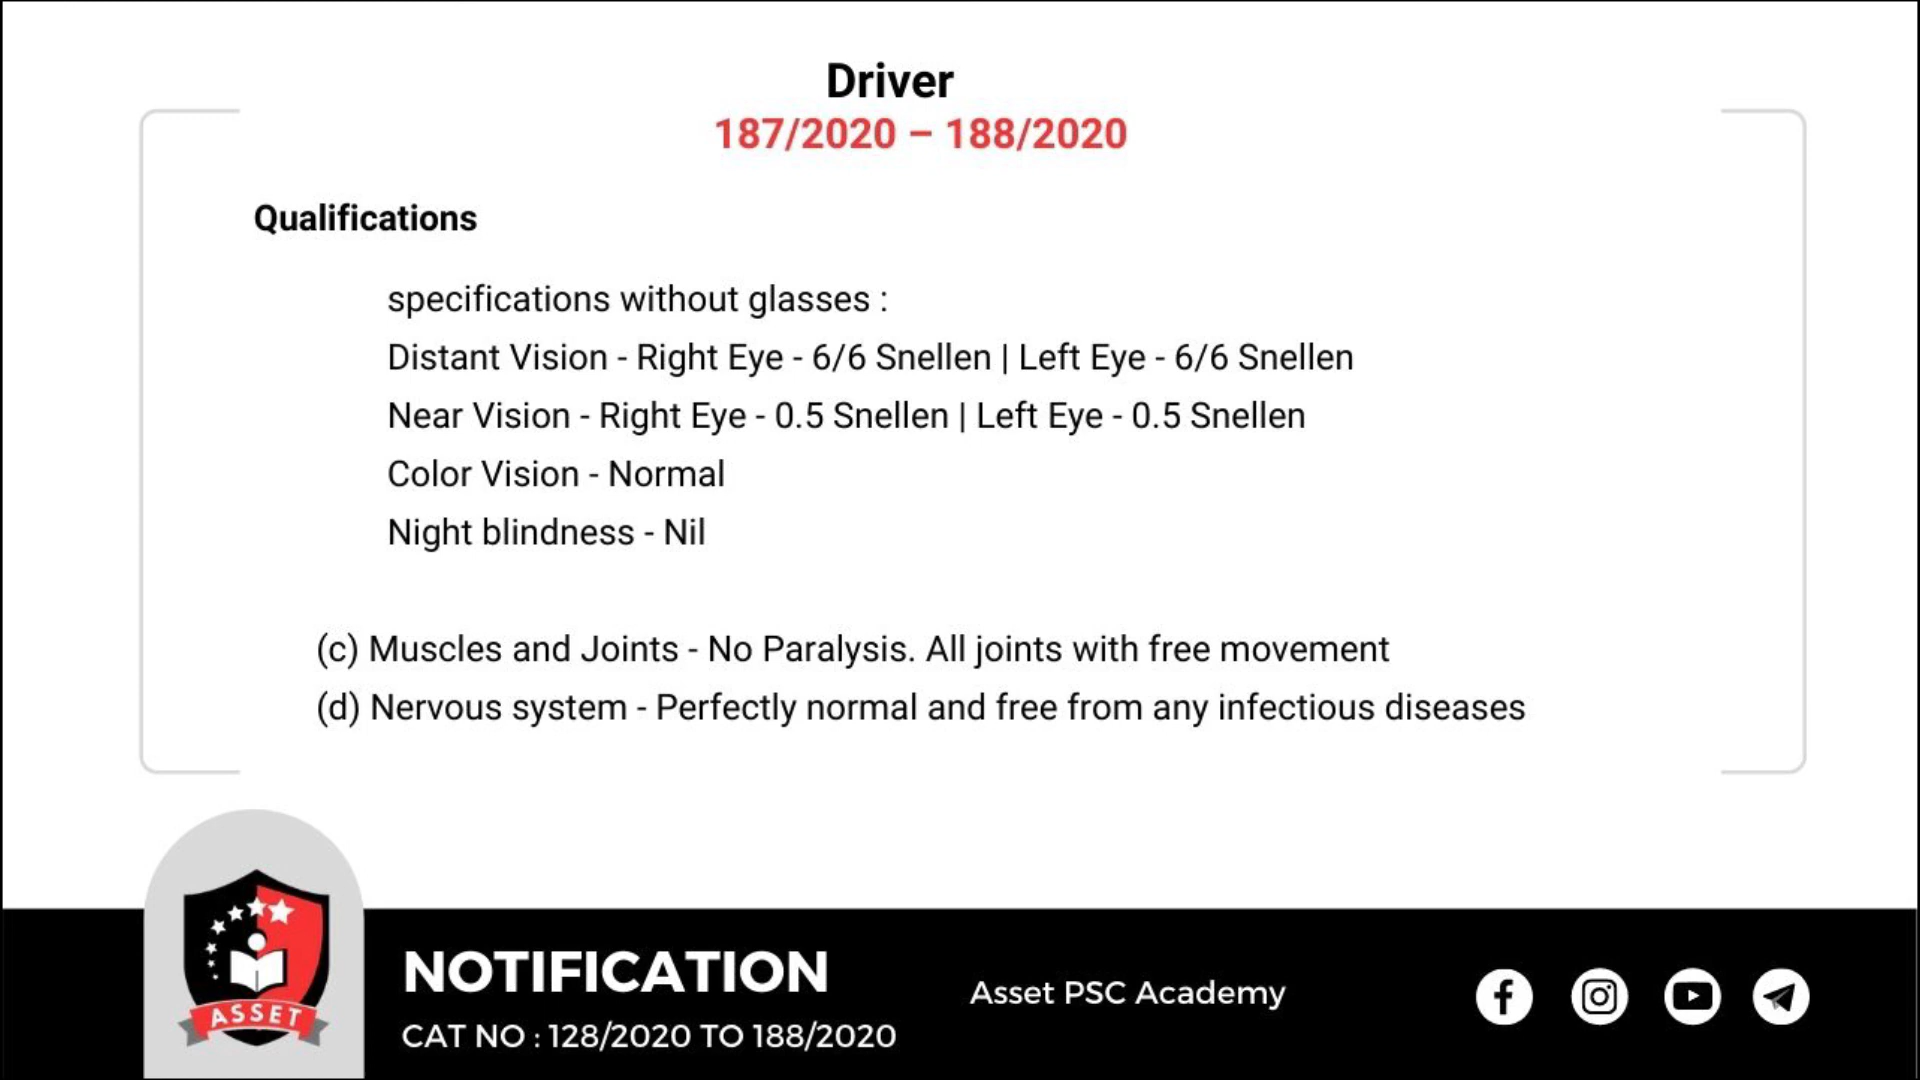 Driver
187/2020 – 188/2020
Qualifications
specifications without glasses :
Distant Vision - Right Eye - 6/6 Snellen | Left Eye - 6/6 Snellen
Near Vision - Right Eye - 0.5 Snellen | Left Eye - 0.5 Snellen
Color Vision - Normal
Night blindness - Nil
(c) Muscles and Joints - No Paralysis. All joints with free movement
(d) Nervous system - Perfectly normal and free from any infectious diseases
ASSET
NOTIFICATION
CAT NO : 128/2020 TO 188/2020
Asset PSC Academy